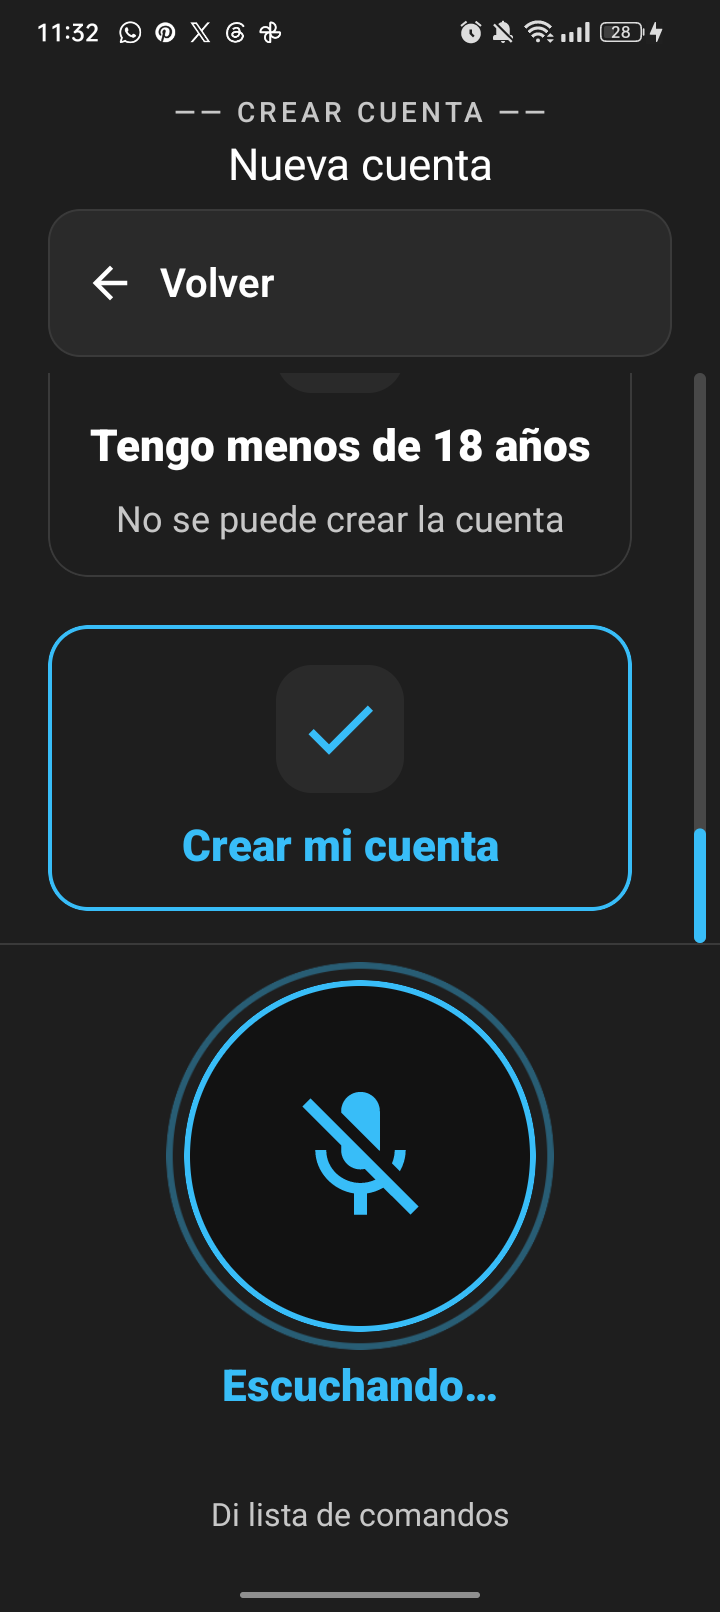 11:32
28
—— CREAR CUENTA ——
Nueva cuenta
Volver
Tengo menos de 18 años
No se puede crear la cuenta
Crear mi cuenta
Escuchando...
Di lista de comandos